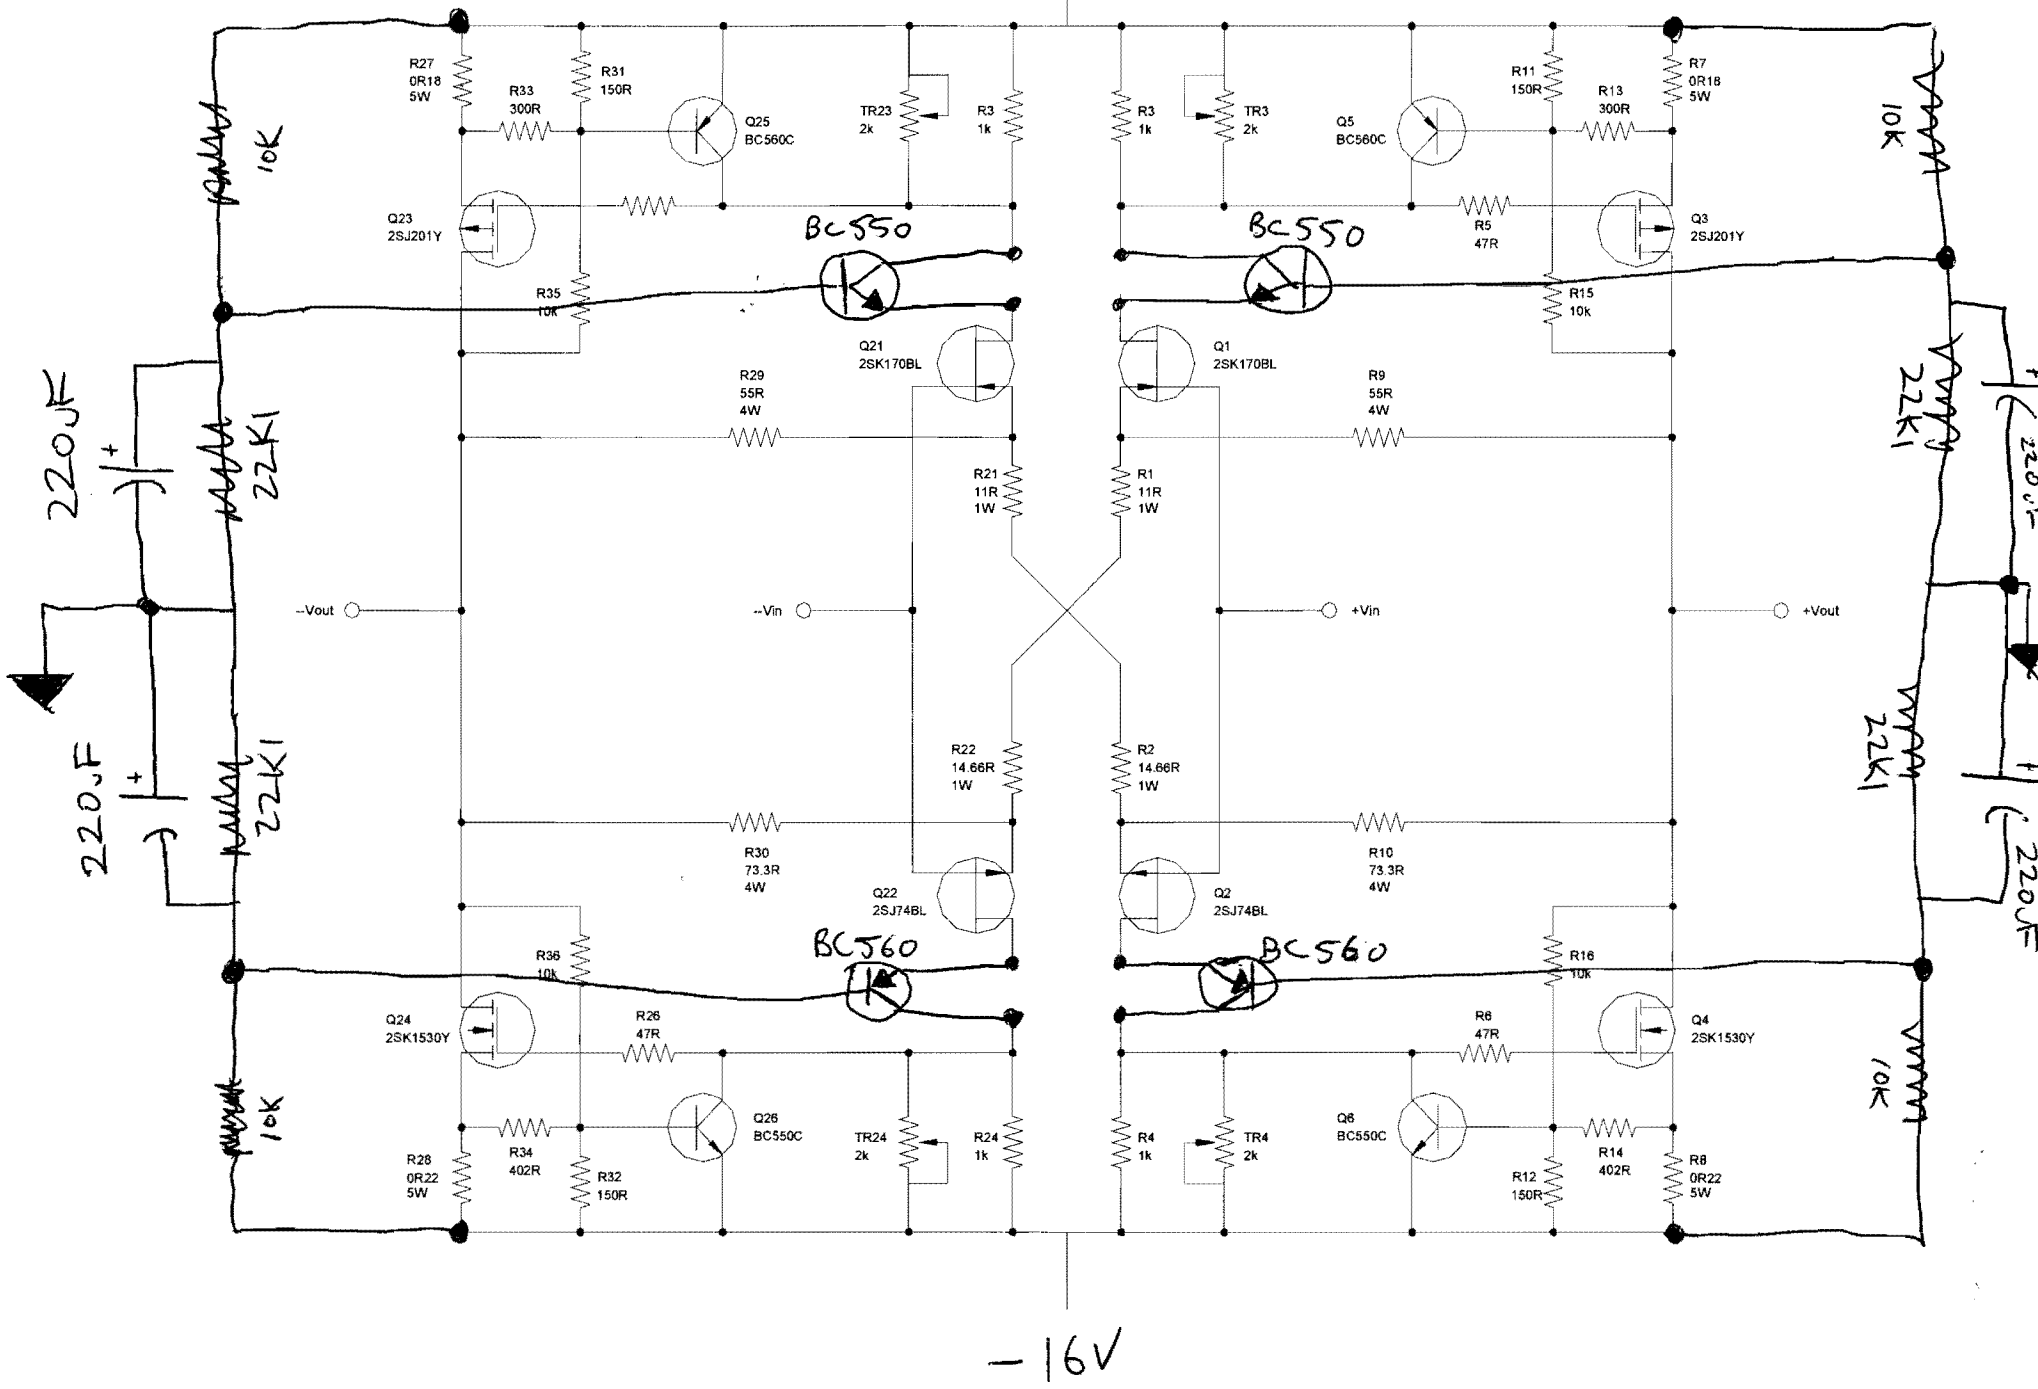 R27
0R18
5W
R33
300R
R31
150R
Q25
BC560C
TR23
2k
R3
1k
R3
1k
TR3
2k
Q5
BC560C
R11
150R
R13
300R
R7
0R18
5W
10K
10K
Q23
2SJ201Y
BC550
BC550
R5
47R
Q3
2SJ201Y
R35
10k
R15
10k
Q21
2SK170BL
Q1
2SK170BL
R29
55R
4W
R9
55R
4W
220uF
+
22K1
22K1
+
220uF
R21
11R
1W
R1
11R
1W
--Vout
--Vin
+Vin
+Vout
R22
14.66R
1W
R2
14.66R
1W
220uF
+
22K1
22K1
+
220uF
R30
73.3R
4W
R10
73.3R
4W
Q22
2SJ74BL
Q2
2SJ74BL
BC560
BC560
R36
10k
R16
10k
Q24
2SK1530Y
R26
47R
R6
47R
Q4
2SK1530Y
10K
10K
Q26
BC550C
TR24
2k
R24
1k
R4
1k
TR4
2k
Q6
BC550C
R34
402R
R14
402R
R28
0R22
5W
R32
150R
R12
150R
R8
0R22
5W
-16V